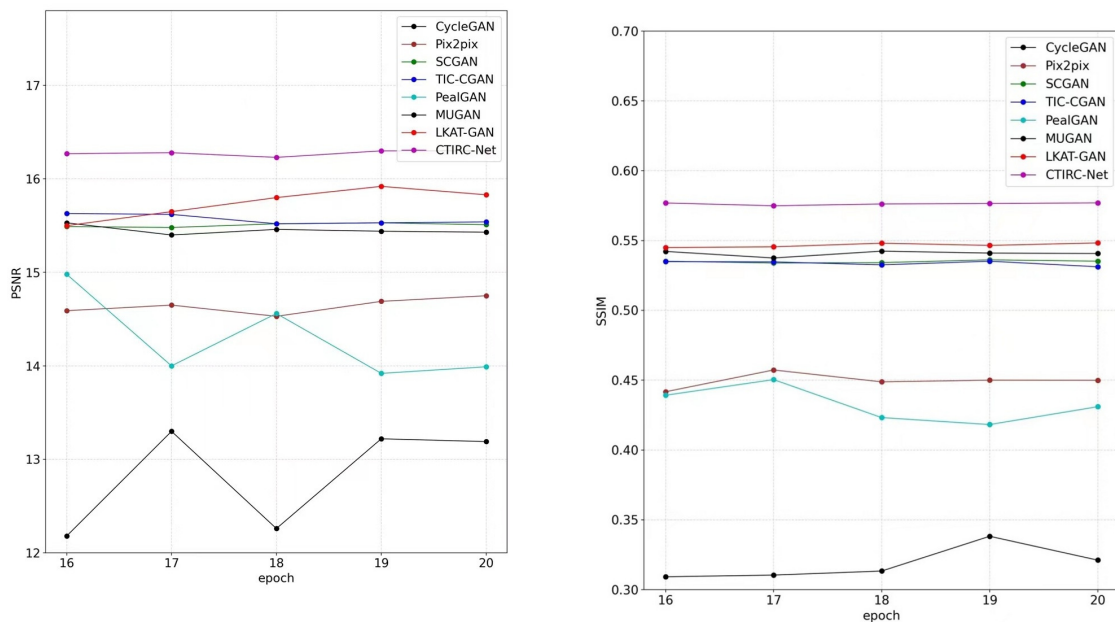 CycleGAN
Pix2pix
SCGAN
TIC-CGAN
PealGAN
MUGAN
LKAT-GAN
CTIRC-Net
17
16
15
14
13
12
PSNR
16 17 18 19 20
epoch
CycleGAN
Pix2pix
SCGAN
TIC-CGAN
PealGAN
MUGAN
LKAT-GAN
CTIRC-Net
0.70
0.65
0.60
0.55
0.50
0.45
0.40
0.35
0.30
SSIM
16 17 18 19 20
epoch